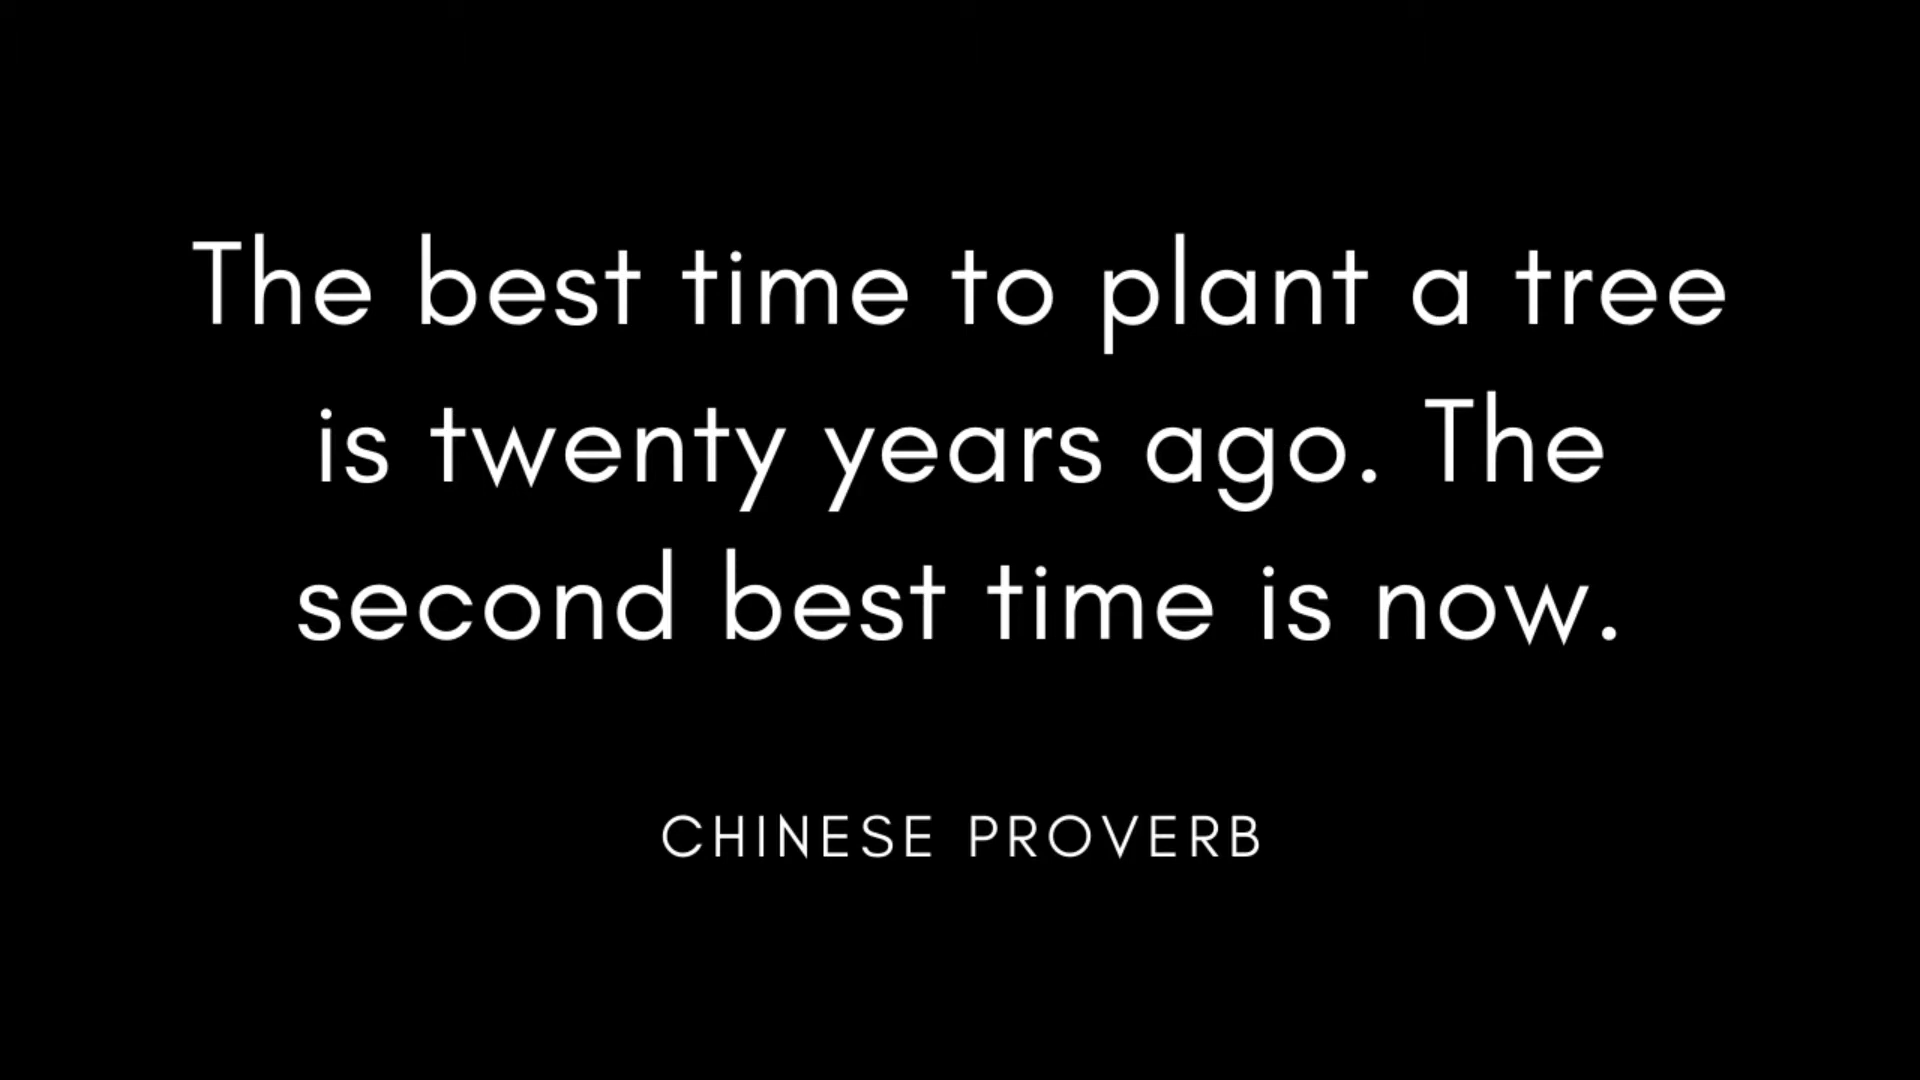 The best time to plant a tree
is twenty years ago. The
second best time is now.
CHINESE PROVERB